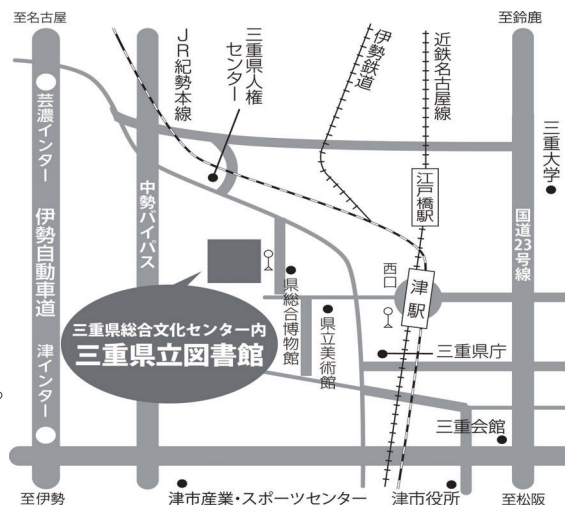 至名古屋
至鈴鹿
JR紀勢本線
三重県人権
センター
伊勢鉄道
近鉄名古屋線
芸濃インター
伊勢自動車道
津インター
中勢バイパス
江戸橋駅
三重大学
国道23号線
西口
津駅
県総合博物館
県立美術館
三重県庁
三重県総合文化センター内
三重県立図書館
三重会館
至伊勢
津市産業・スポーツセンター
津市役所
至松阪